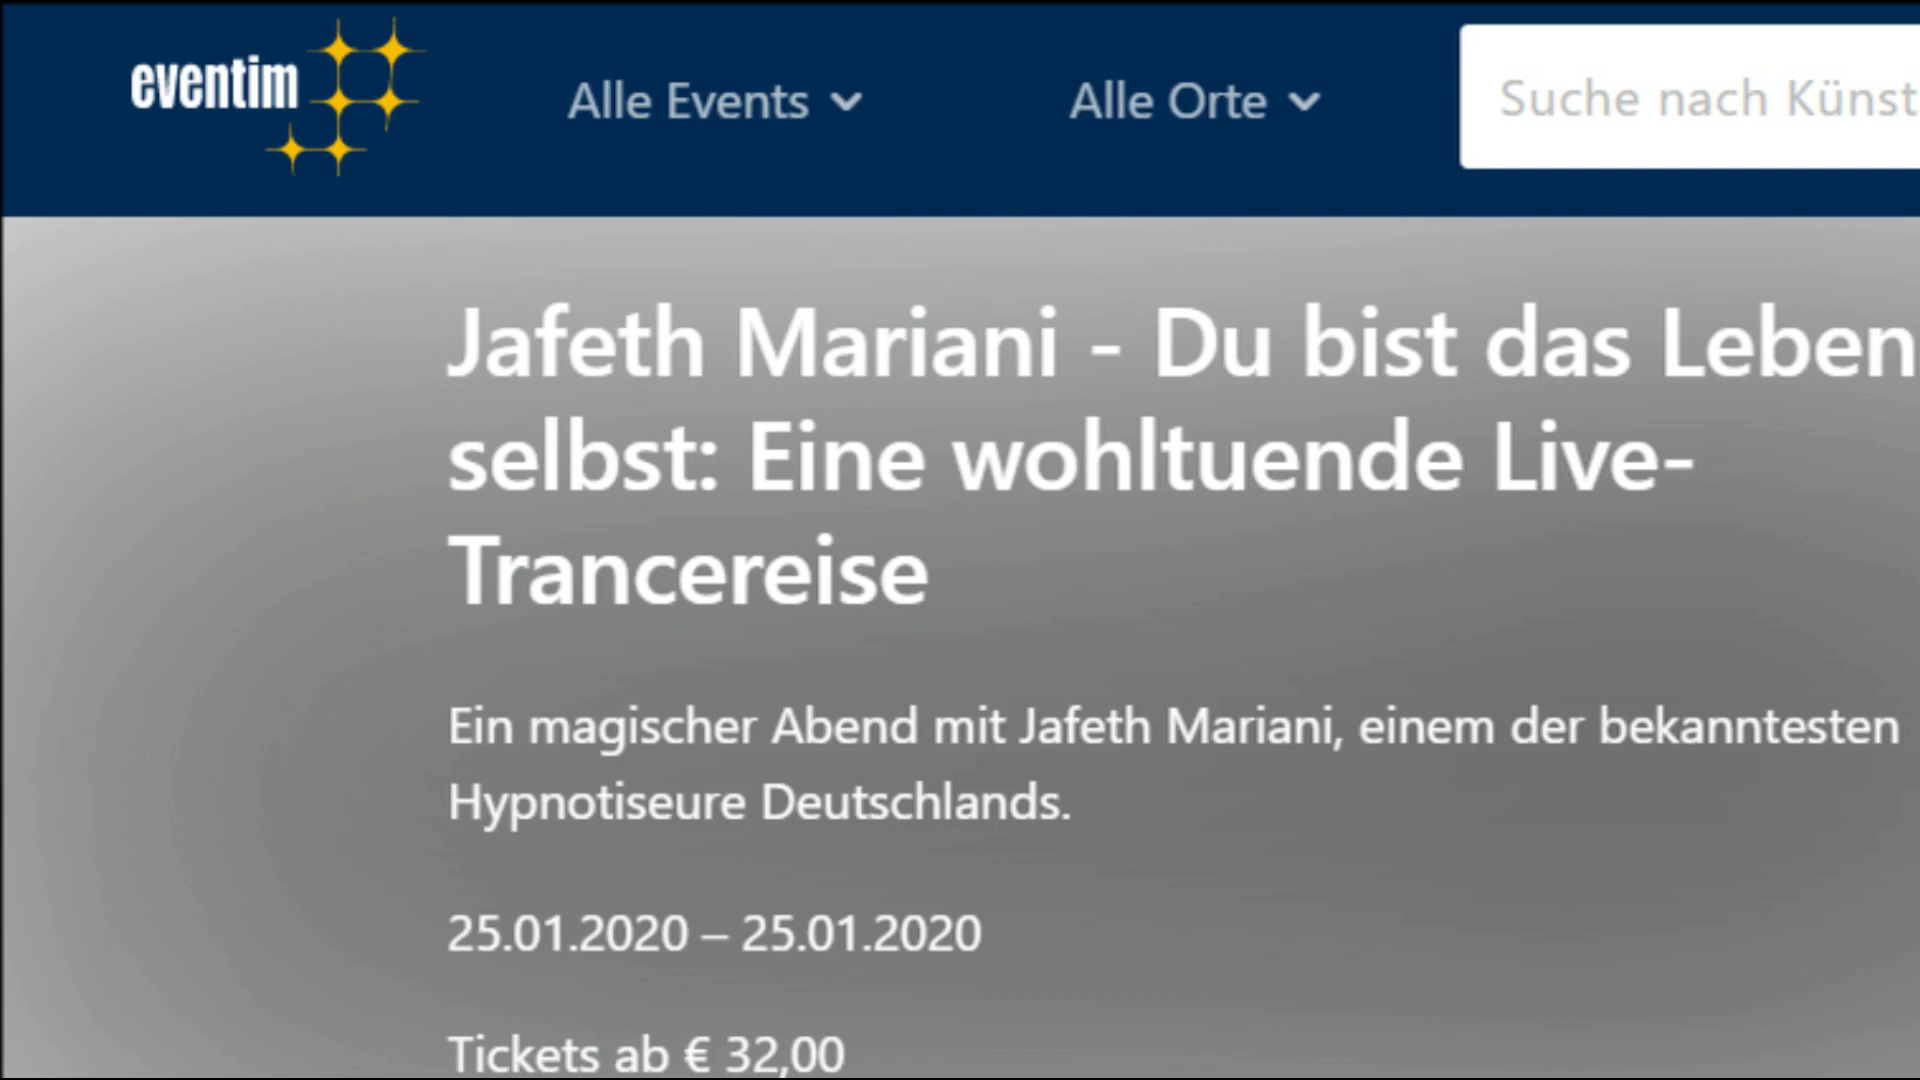 eventim
Alle Events
Alle Orte
Suche nach Künst
Jafeth Mariani - Du bist das Leben
selbst: Eine wohltuende Live-
Trancereise
Ein magischer Abend mit Jafeth Mariani, einem der bekanntesten
Hypnotiseure Deutschlands.
25.01.2020 – 25.01.2020
Tickets ab € 32,00